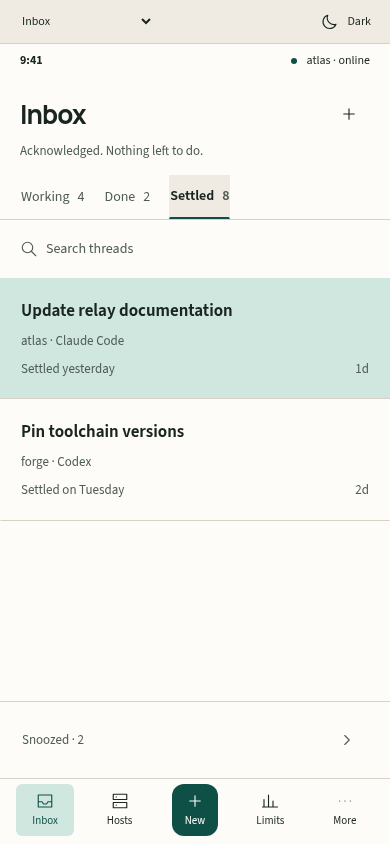 Inbox
Dark
9:41
atlas · online
Inbox
Acknowledged. Nothing left to do.
Working 4
Done 2
Settled 8
Search threads
Update relay documentation
atlas · Claude Code
Settled yesterday
1d
Pin toolchain versions
forge · Codex
Settled on Tuesday
2d
Snoozed · 2
Inbox
Hosts
New
Limits
More